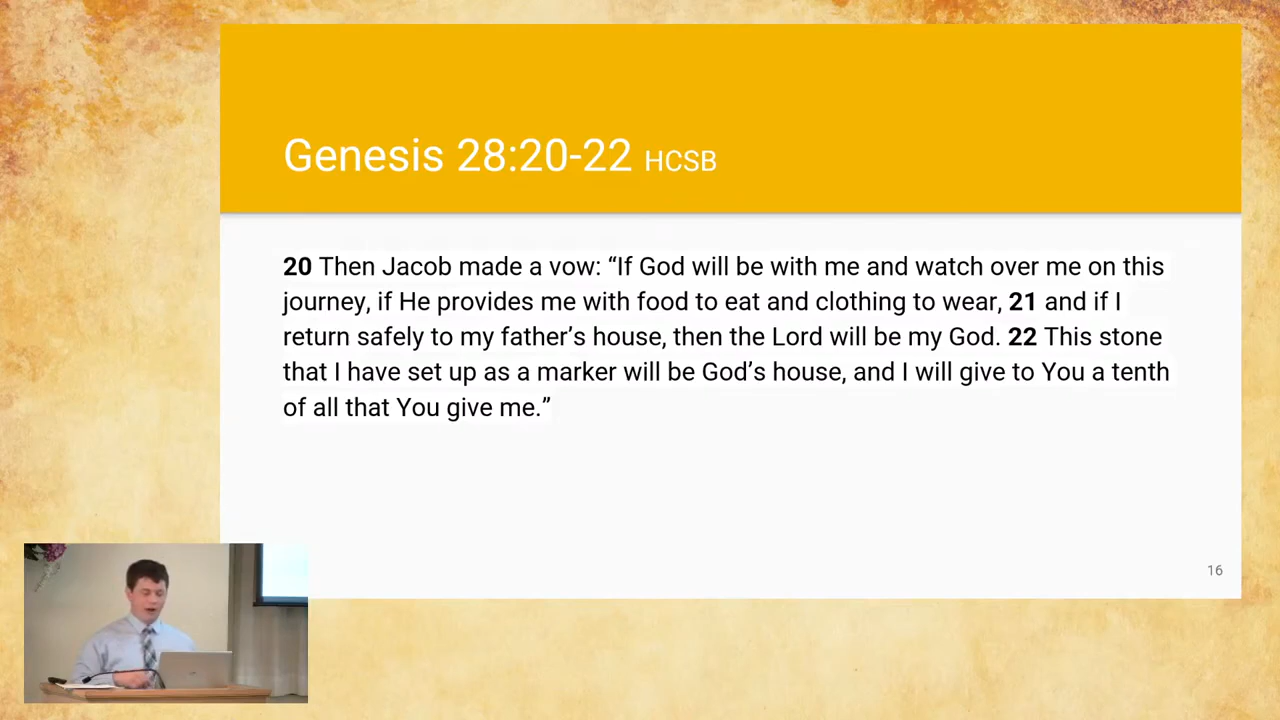 Genesis 28:20-22 HCSB
20 Then Jacob made a vow: “If God will be with me and watch over me on this
journey, if He provides me with food to eat and clothing to wear, 21 and if I
return safely to my father’s house, then the Lord will be my God. 22 This stone
that I have set up as a marker will be God’s house, and I will give to You a tenth
of all that You give me.”
16